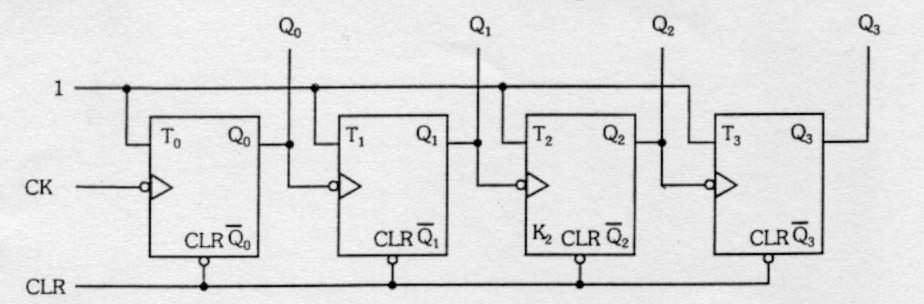 Q₀ Q₁ Q₂ Q₃
1
T₀ Q₀ T₁ Q₁ T₂ Q₂ T₃ Q₃
CK
K₂
CLR Q̅₀ CLR Q̅₁ CLR Q̅₂ CLR Q̅₃
CLR